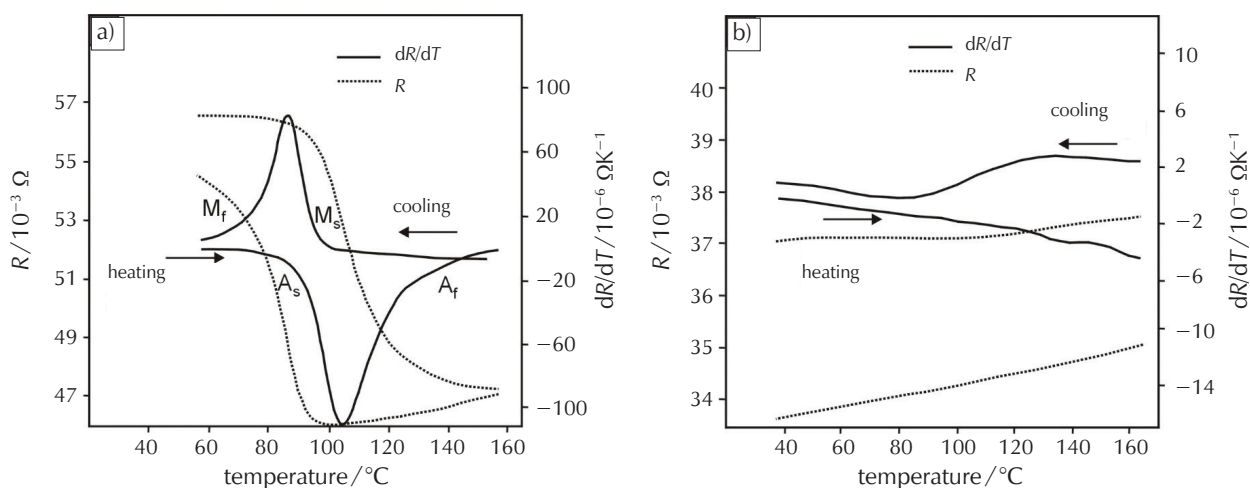 a)
dR/dT
R
57
55
53
51
49
47
R / 10⁻³ Ω
100
60
20
−20
−60
−100
dR/dT / 10⁻⁶ ΩK⁻¹
M_f
M_s
cooling
heating
A_s
A_f
40 60 80 100 120 140 160
temperature / °C
b)
dR/dT
R
40
39
38
37
36
35
34
R / 10⁻³ Ω
10
6
2
−2
−6
−10
−14
dR/dT / 10⁻⁶ ΩK⁻¹
cooling
heating
40 60 80 100 120 140 160
temperature / °C